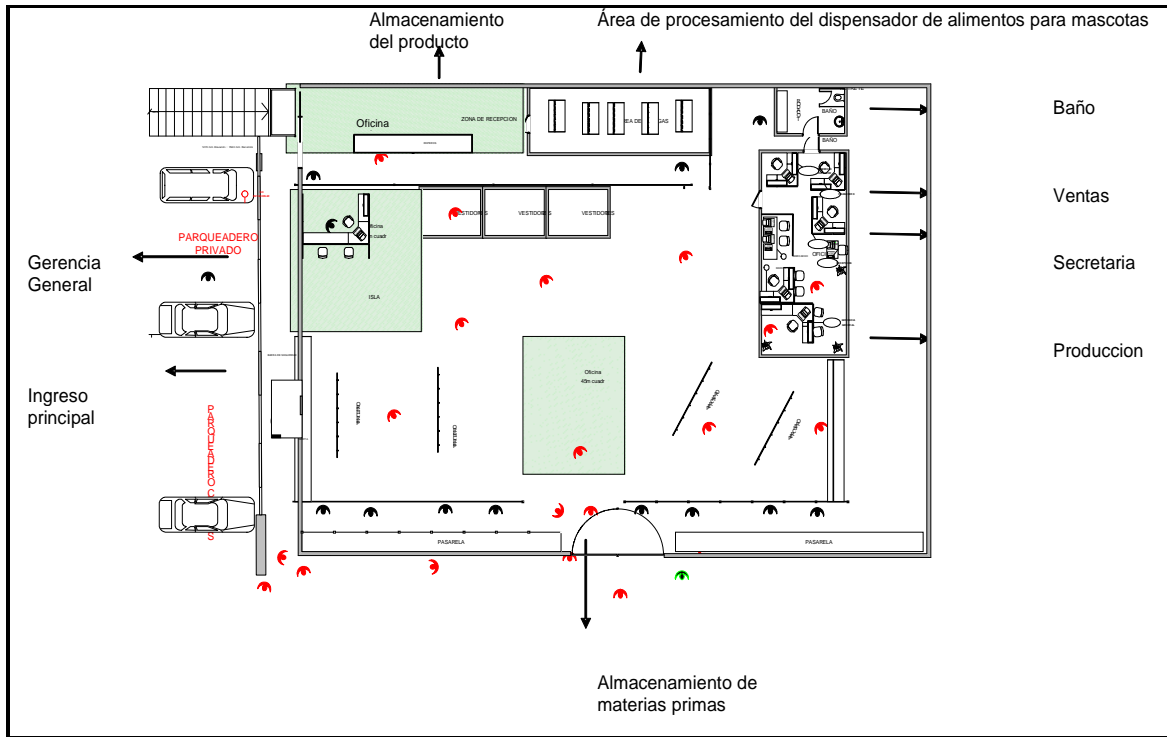 Almacenamiento
del producto
Área de procesamiento del dispensador de alimentos para mascotas
Oficina
ZONA DE RECEPCION
BAÑO
Baño
BAÑO
VESTIDORES
VESTIDORES
VESTIDORES
Ventas
PARQUEADERO
PRIVADO
Oficina
Gerencia
General
Secretaria
ISLA
Produccion
Oficina
45m cuadr
Ingreso
principal
PASARELA
PASARELA
Almacenamiento de
materias primas